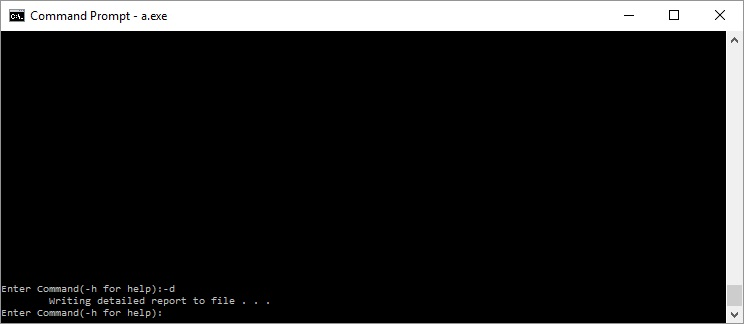 Command Prompt - a.exe
Enter Command(-h for help):-d
Writing detailed report to file . . .
Enter Command(-h for help):